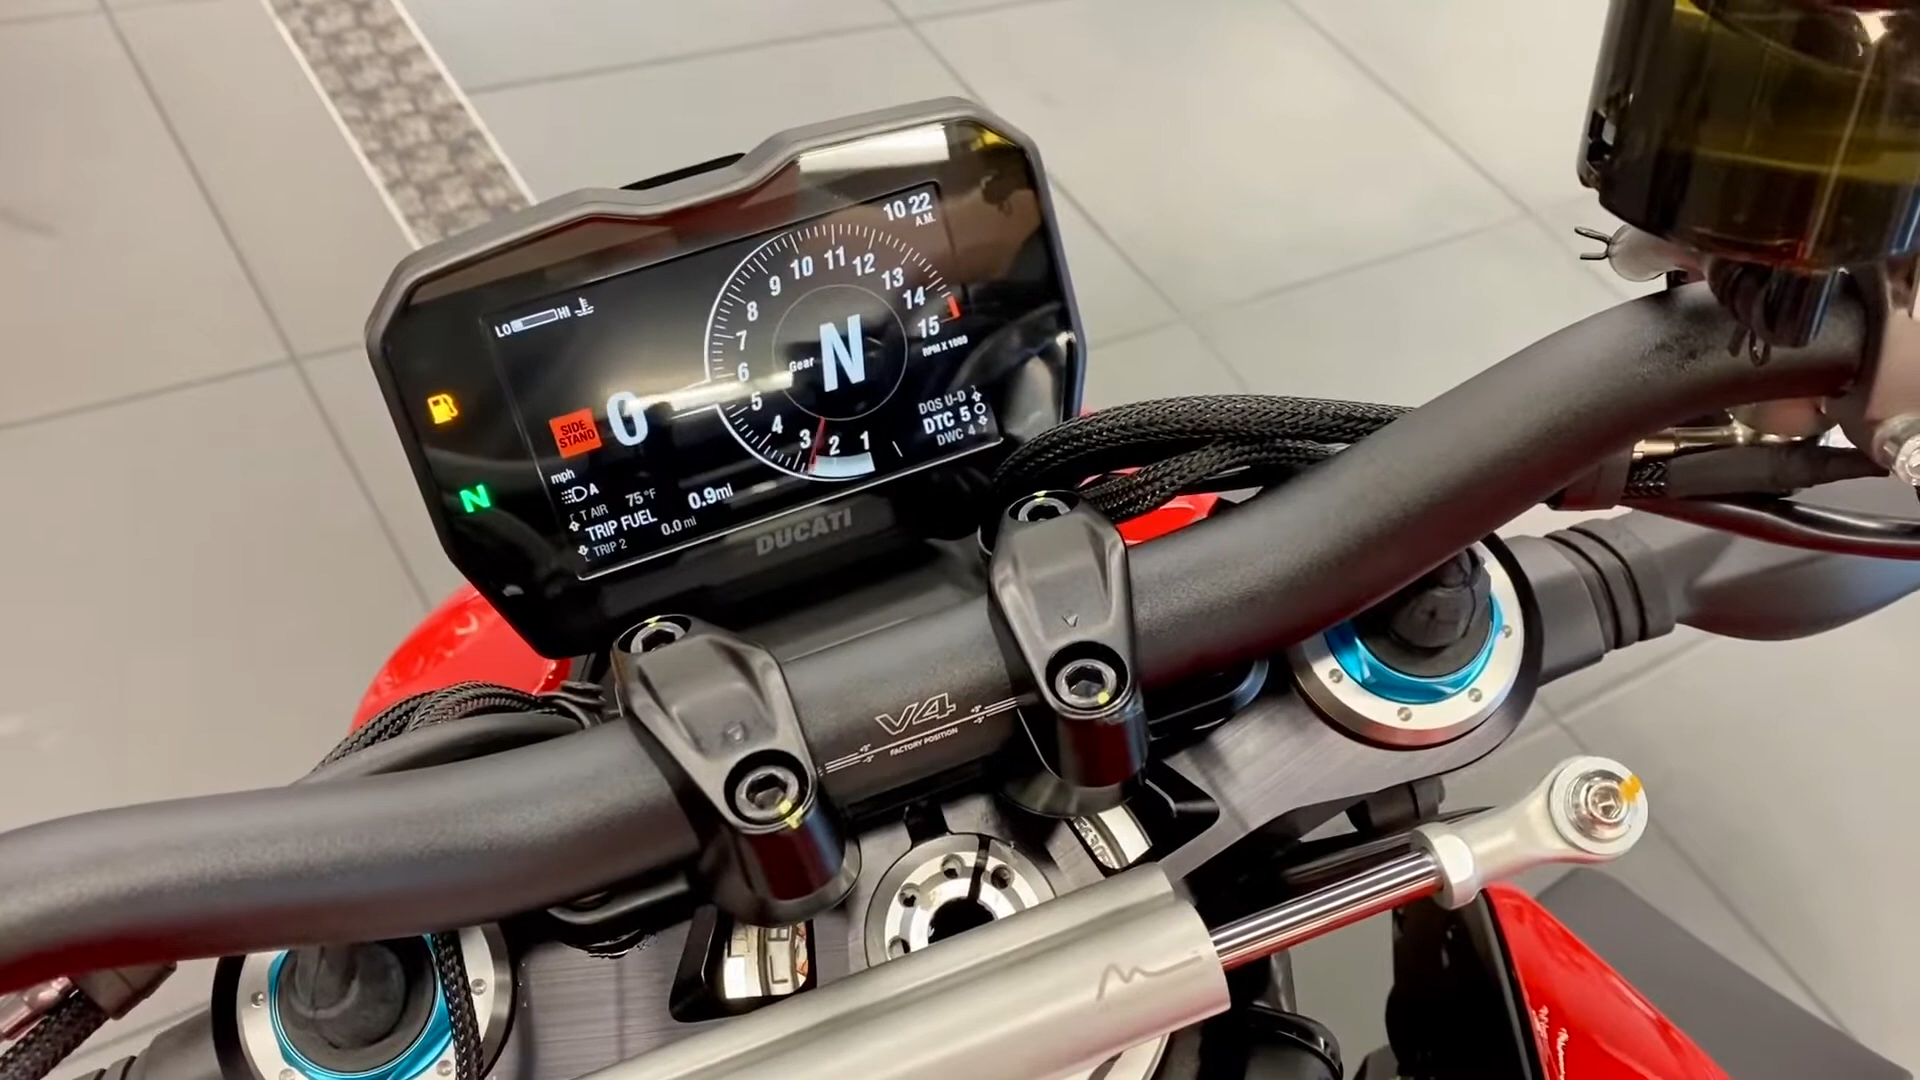 10 22
A.M.
LO HI
10 11 12
9 13
8 14
7 15
6
5
4
3 2 1
RPM X 1000
Gear N
SIDE
STAND
0
mph
A
T AIR 75 °F
TRIP FUEL 0.9mi
TRIP 2 0.0 mi
DQS U-D
DTC 5
DWC 4
N
DUCATI
V4
FACTORY POSITION